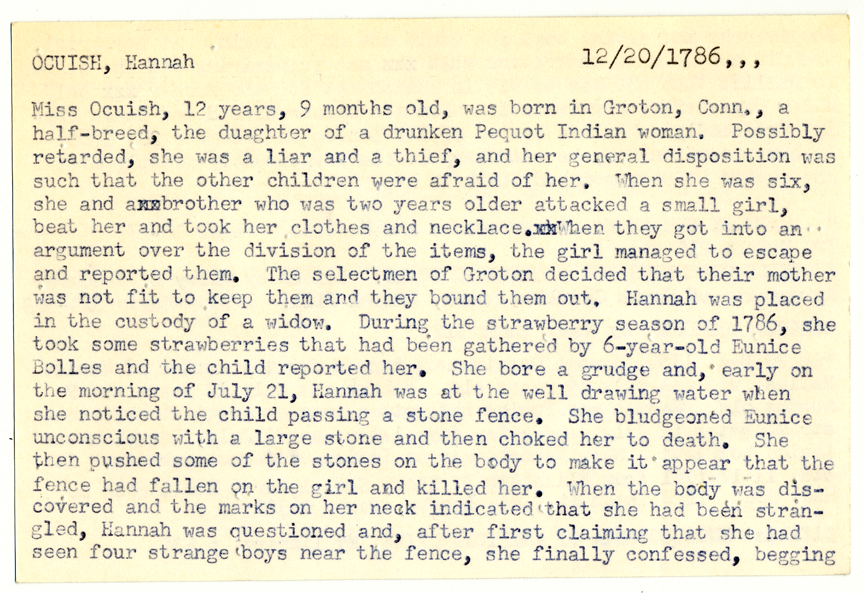 OCUISH, Hannah 12/20/1786,,,
Miss Ocuish, 12 years, 9 months old, was born in Groton, Conn., a
half-breed, the duaghter of a drunken Pequot Indian woman. Possibly
retarded, she was a liar and a thief, and her general disposition was
such that the other children were afraid of her. When she was six,
she and axxbrother who was two years older attacked a small girl,
beat her and took her clothes and necklace.xxWhen they got into an
argument over the division of the items, the girl managed to escape
and reported them. The selectmen of Groton decided that their mother
was not fit to keep them and they bound them out. Hannah was placed
in the custody of a widow. During the strawberry season of 1786, she
took some strawberries that had been gathered by 6-year-old Eunice
Bolles and the child reported her. She bore a grudge and, early on
the morning of July 21, Hannah was at the well drawing water when
she noticed the child passing a stone fence. She bludgeoned Eunice
unconscious with a large stone and then choked her to death. She
then pushed some of the stones on the body to make it appear that the
fence had fallen on the girl and killed her. When the body was dis-
covered and the marks on her neck indicated that she had been stran-
gled, Hannah was questioned and, after first claiming that she had
seen four strange boys near the fence, she finally confessed, begging